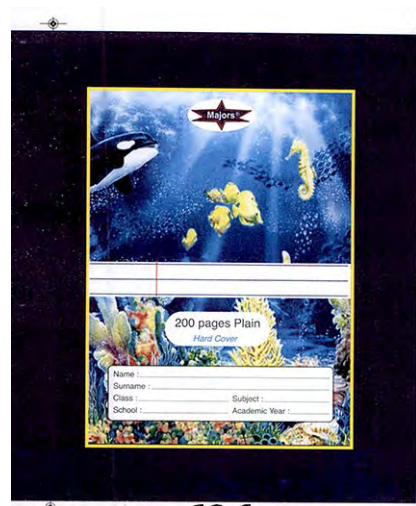 Majors®
200 pages Plain
Hard Cover
Name :
Surname :
Class : Subject :
School : Academic Year :